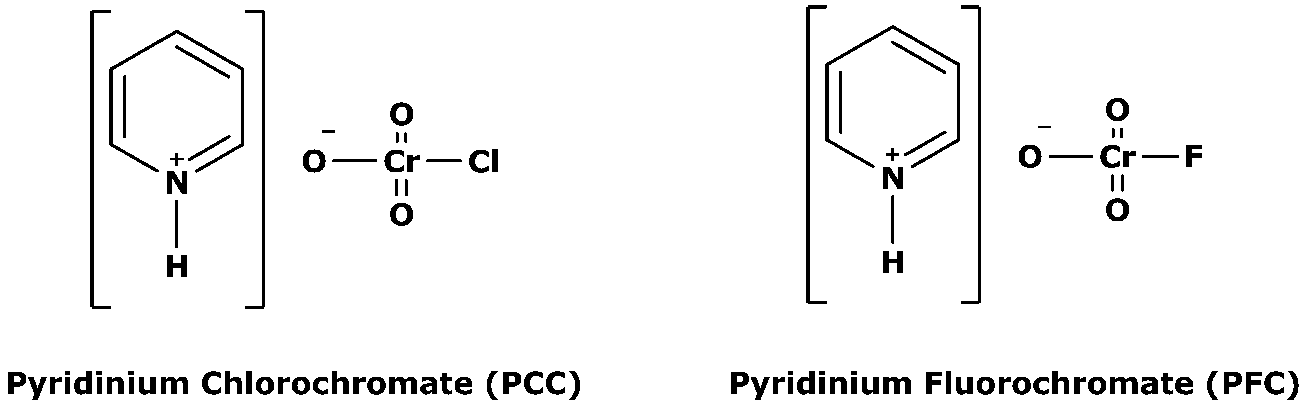 O
O
− −
O Cr Cl
O Cr F
+
N
+
N
O
O
H
H
Pyridinium Chlorochromate (PCC)
Pyridinium Fluorochromate (PFC)